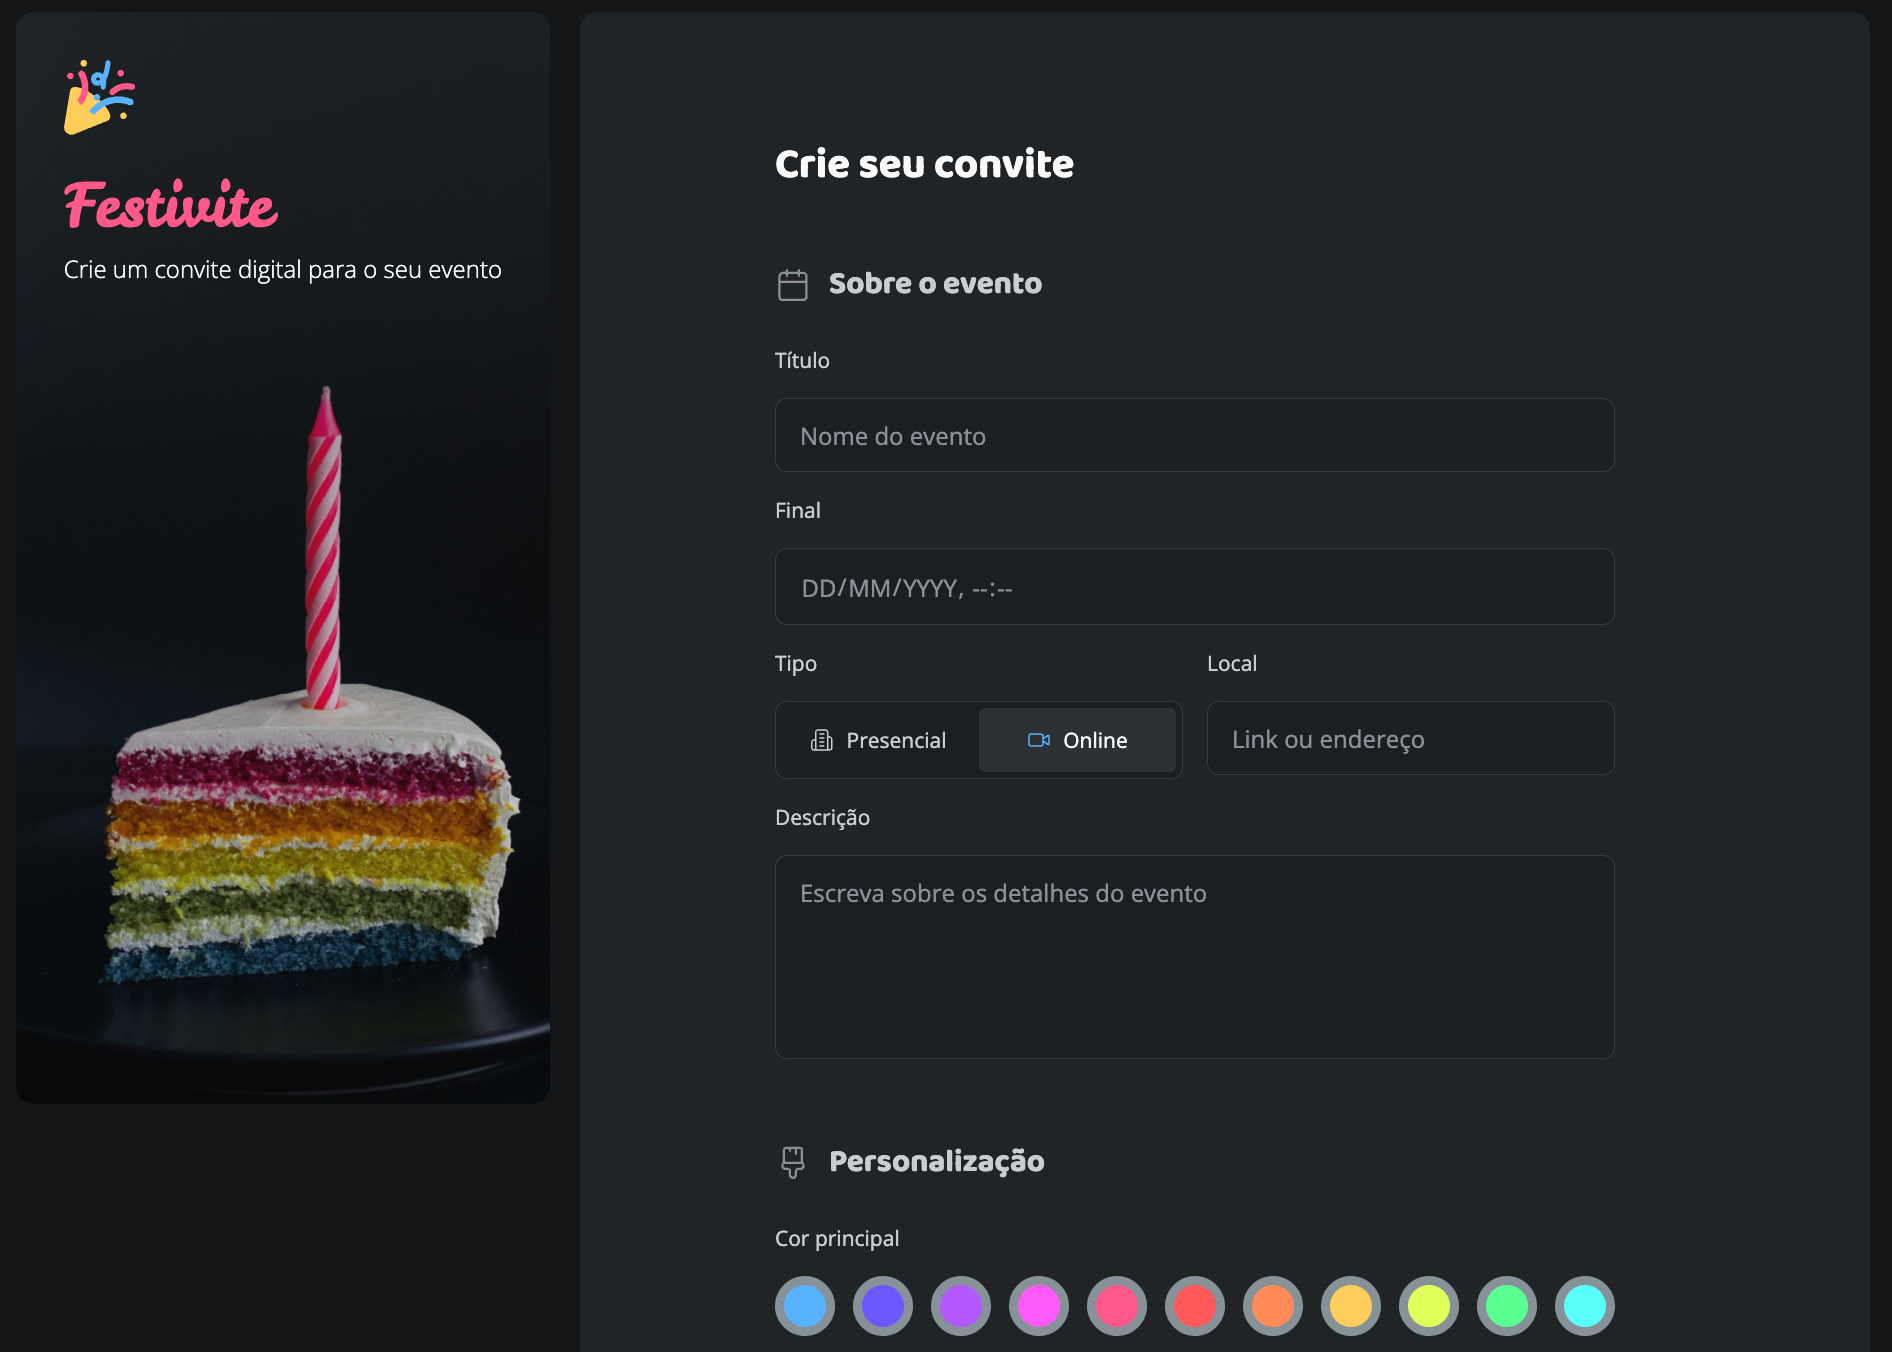 Festivite
Crie um convite digital para o seu evento
Crie seu convite
Sobre o evento
Título
Nome do evento
Final
DD/MM/YYYY, --:--
Tipo
Local
Presencial
Online
Link ou endereço
Descrição
Escreva sobre os detalhes do evento
Personalização
Cor principal